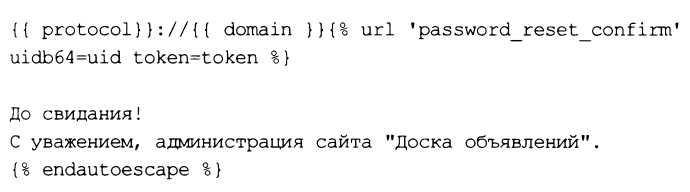 {{ protocol}}://{{ domain }}{% url 'password_reset_confirm'
uidb64=uid token=token %}
До свидания!
С уважением, администрация сайта "Доска объявлений".
{% endautoescape %}